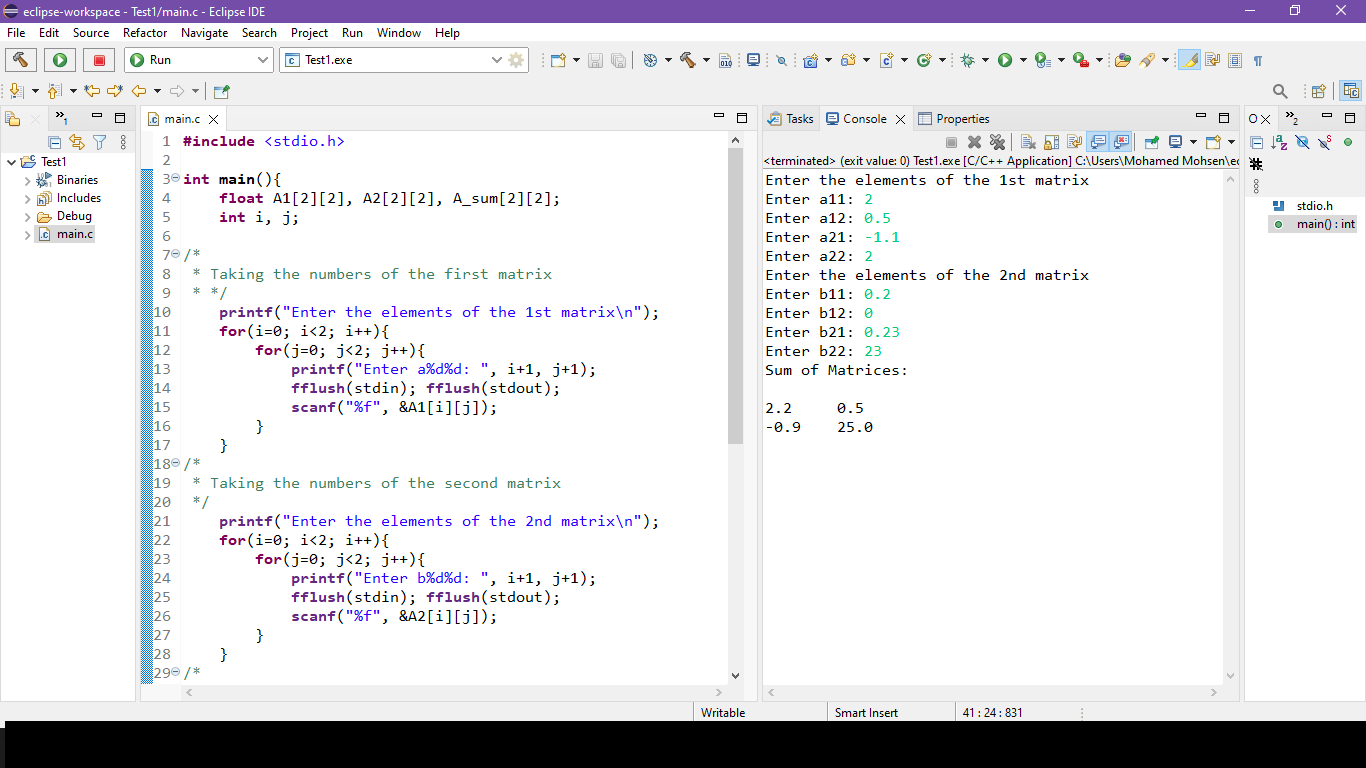 eclipse-workspace - Test1/main.c - Eclipse IDE
File Edit Source Refactor Navigate Search Project Run Window Help
Run Test1.exe
main.c
1 #include <stdio.h>
2
3 int main(){
4 float A1[2][2], A2[2][2], A_sum[2][2];
5 int i, j;
6
7 /*
8 * Taking the numbers of the first matrix
9 * */
10 printf("Enter the elements of the 1st matrix\n");
11 for(i=0; i<2; i++){
12 for(j=0; j<2; j++){
13 printf("Enter a%d%d: ", i+1, j+1);
14 fflush(stdin); fflush(stdout);
15 scanf("%f", &A1[i][j]);
16 }
17 }
18 /*
19 * Taking the numbers of the second matrix
20 */
21 printf("Enter the elements of the 2nd matrix\n");
22 for(i=0; i<2; i++){
23 for(j=0; j<2; j++){
24 printf("Enter b%d%d: ", i+1, j+1);
25 fflush(stdin); fflush(stdout);
26 scanf("%f", &A2[i][j]);
27 }
28 }
29 /*
Test1
Binaries
Includes
Debug
main.c
Tasks Console Properties
<terminated> (exit value: 0) Test1.exe [C/C++ Application] C:\Users\Mohamed Mohsen\ec
Enter the elements of the 1st matrix
Enter a11: 2
Enter a12: 0.5
Enter a21: -1.1
Enter a22: 2
Enter the elements of the 2nd matrix
Enter b11: 0.2
Enter b12: 0
Enter b21: 0.23
Enter b22: 23
Sum of Matrices:
2.2 0.5
-0.9 25.0
stdio.h
main() : int
Writable Smart Insert 41 : 24 : 831